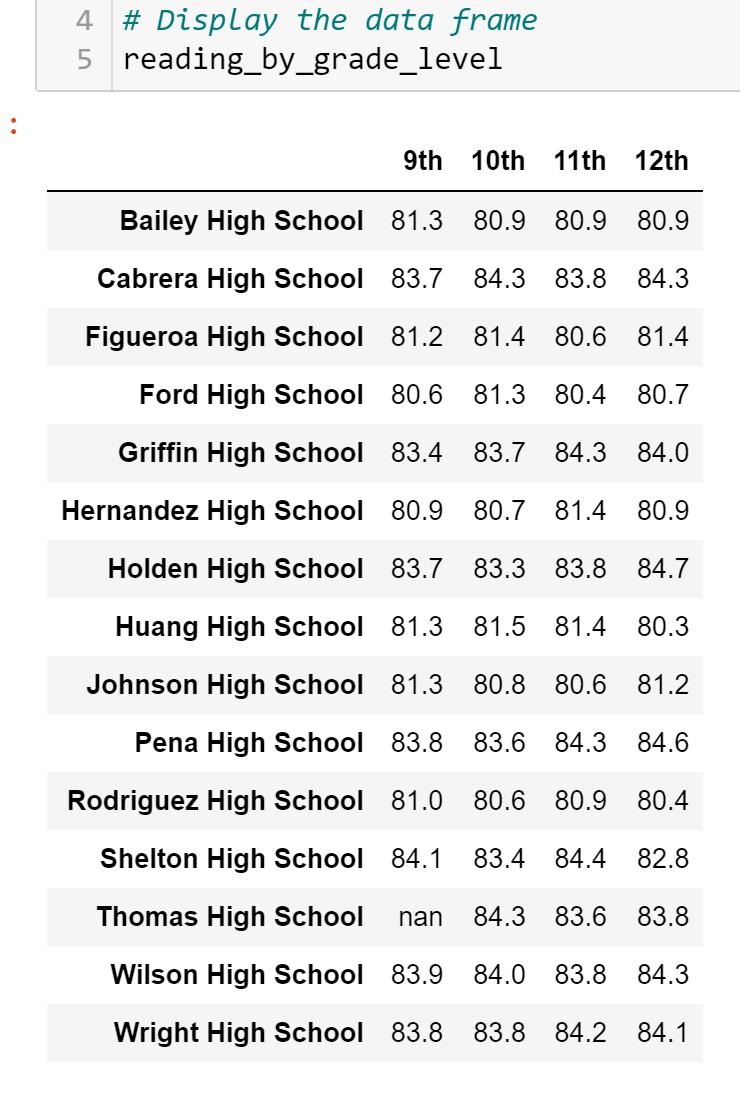 4 # Display the data frame
5 reading_by_grade_level
:
9th 10th 11th 12th
Bailey High School 81.3 80.9 80.9 80.9
Cabrera High School 83.7 84.3 83.8 84.3
Figueroa High School 81.2 81.4 80.6 81.4
Ford High School 80.6 81.3 80.4 80.7
Griffin High School 83.4 83.7 84.3 84.0
Hernandez High School 80.9 80.7 81.4 80.9
Holden High School 83.7 83.3 83.8 84.7
Huang High School 81.3 81.5 81.4 80.3
Johnson High School 81.3 80.8 80.6 81.2
Pena High School 83.8 83.6 84.3 84.6
Rodriguez High School 81.0 80.6 80.9 80.4
Shelton High School 84.1 83.4 84.4 82.8
Thomas High School nan 84.3 83.6 83.8
Wilson High School 83.9 84.0 83.8 84.3
Wright High School 83.8 83.8 84.2 84.1